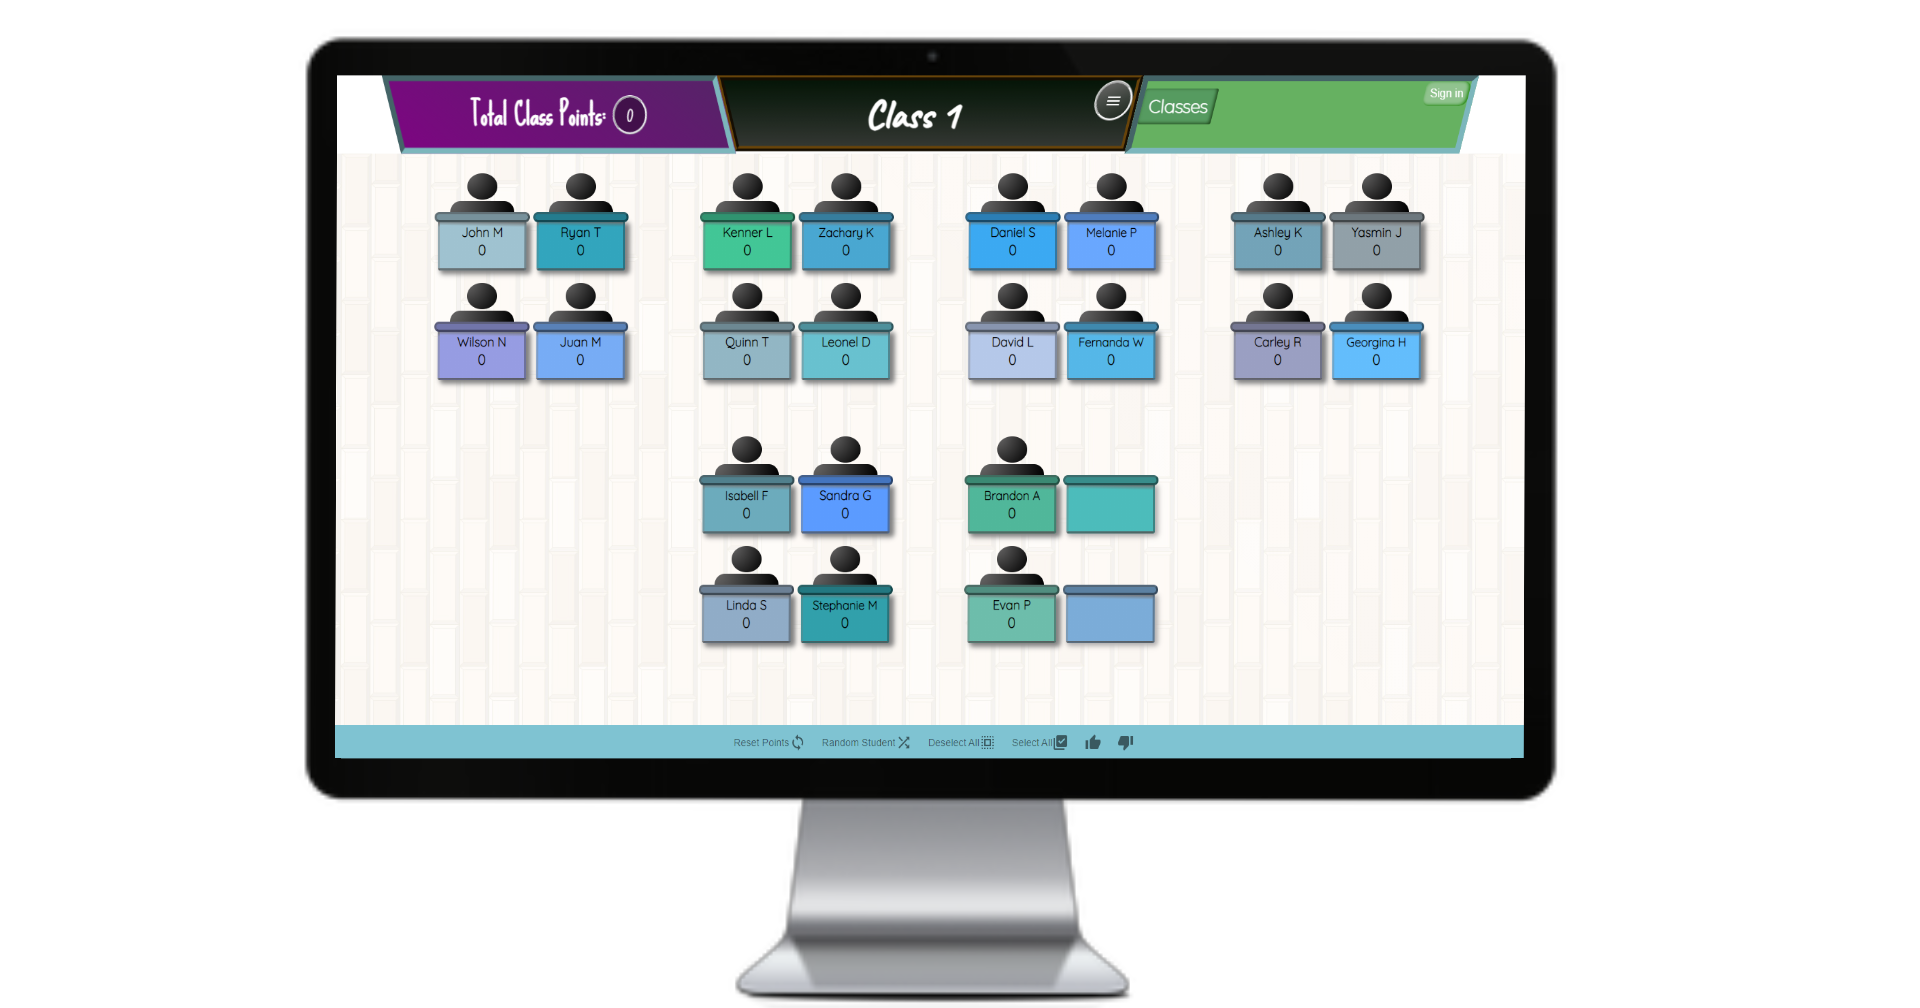 Total Class Points: 0
Class 1
Classes
Sign in
John M
0
Ryan T
0
Kenner L
0
Zachary K
0
Daniel S
0
Melanie P
0
Ashley K
0
Yasmin J
0
Wilson N
0
Juan M
0
Quinn T
0
Leonel D
0
David L
0
Fernanda W
0
Carley R
0
Georgina H
0
Isabell F
0
Sandra G
0
Brandon A
0
Linda S
0
Stephanie M
0
Evan P
0
Reset Points
Random Student
Deselect All
Select All